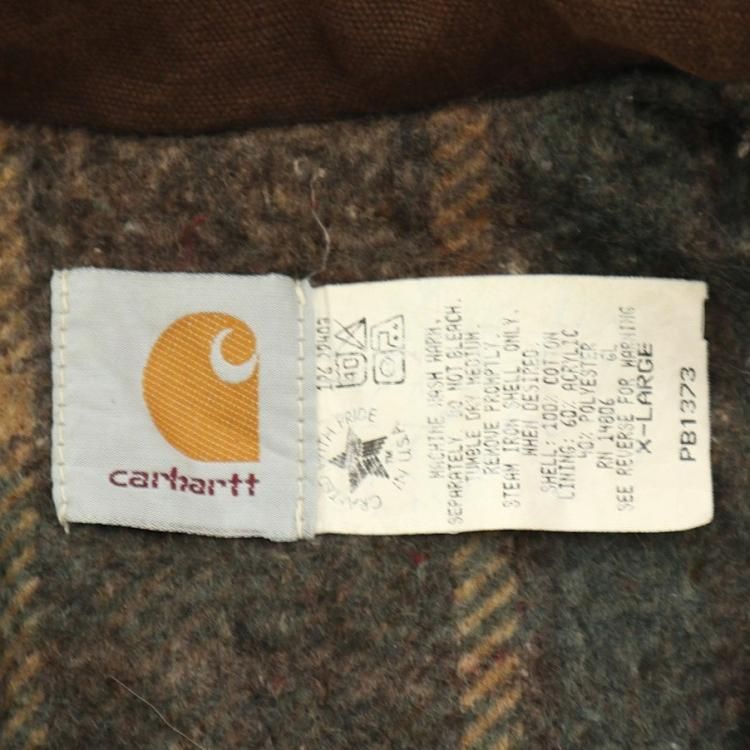 carhartt
CRAFTED WITH PRIDE
IN U.S.A.
TM
MACHINE WASH WARM.
SEPARATELY. DO NOT BLEACH.
TUMBLE DRY MEDIUM.
REMOVE PROMPTLY.
STEAM IRON SHELL ONLY.
WHEN DESIRED
SHELL: 100% COTTON
LINING: 60% ACRYLIC
40% POLYESTER
RN 14806
SEE REVERSE FOR WARNING
X-LARGE
PB1373